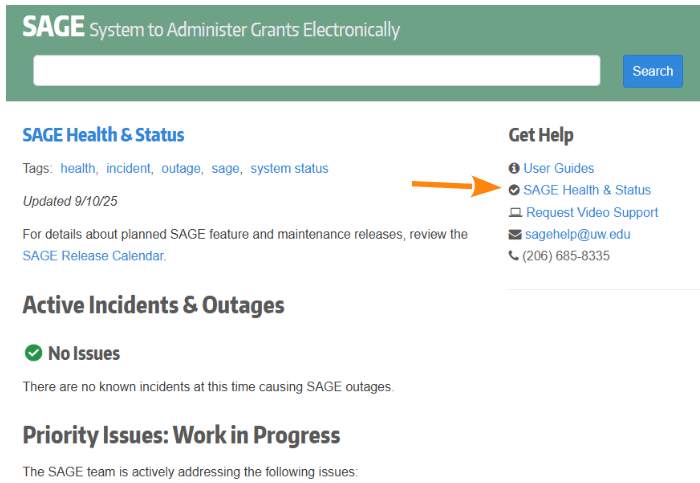 SAGE System to Administer Grants Electronically
Search
SAGE Health & Status
Tags: health, incident, outage, sage, system status
Updated 9/10/25
For details about planned SAGE feature and maintenance releases, review the
SAGE Release Calendar.
Active Incidents & Outages
No Issues
There are no known incidents at this time causing SAGE outages.
Priority Issues: Work in Progress
The SAGE team is actively addressing the following issues:
Get Help
User Guides
SAGE Health & Status
Request Video Support
sagehelp@uw.edu
(206) 685-8335